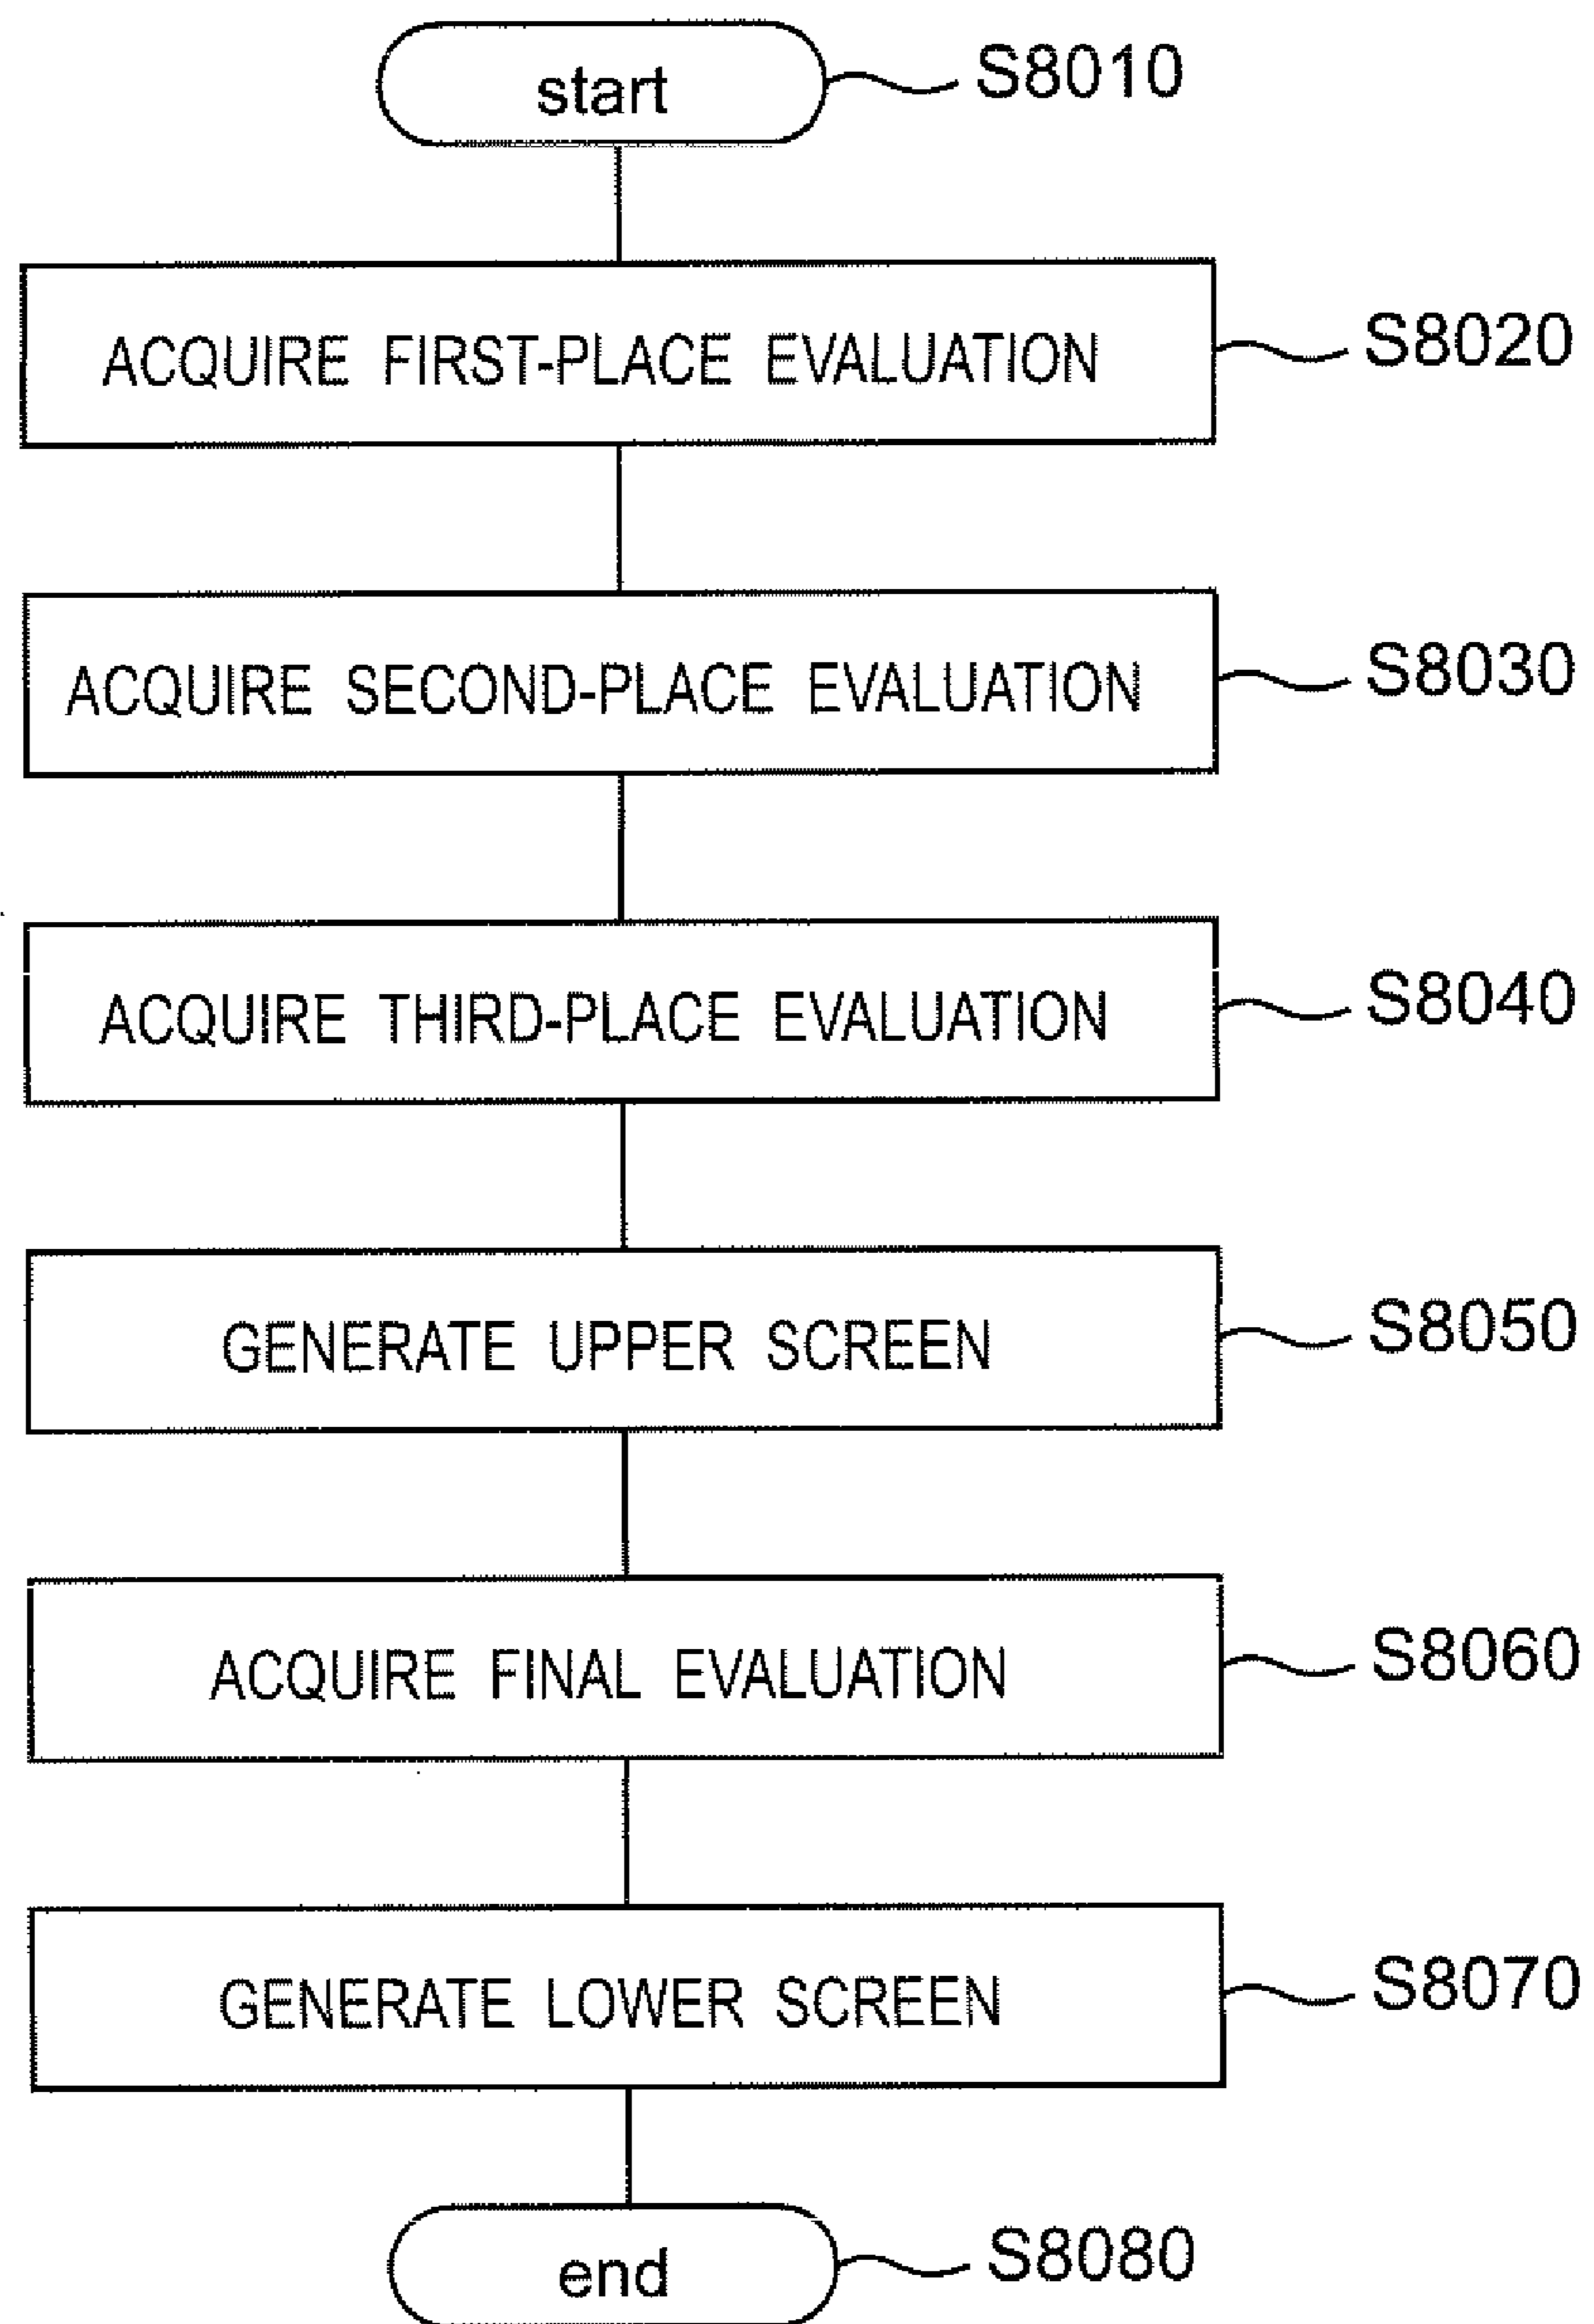 start
S8010
ACQUIRE FIRST-PLACE EVALUATION
S8020
ACQUIRE SECOND-PLACE EVALUATION
S8030
ACQUIRE THIRD-PLACE EVALUATION
S8040
GENERATE UPPER SCREEN
S8050
ACQUIRE FINAL EVALUATION
S8060
GENERATE LOWER SCREEN
S8070
end
S8080